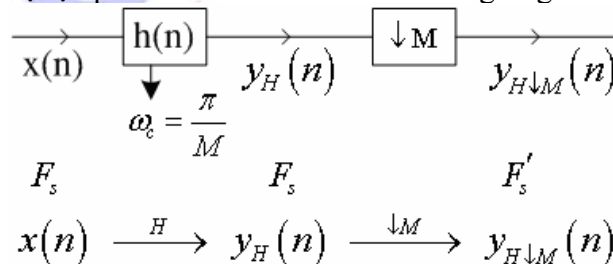 h(n) ↓M
x(n) y_H(n) y_{H↓M}(n)
ω_c = π/M
F_s F_s F_s′
x(n) —H→ y_H(n) —↓M→ y_{H↓M}(n)